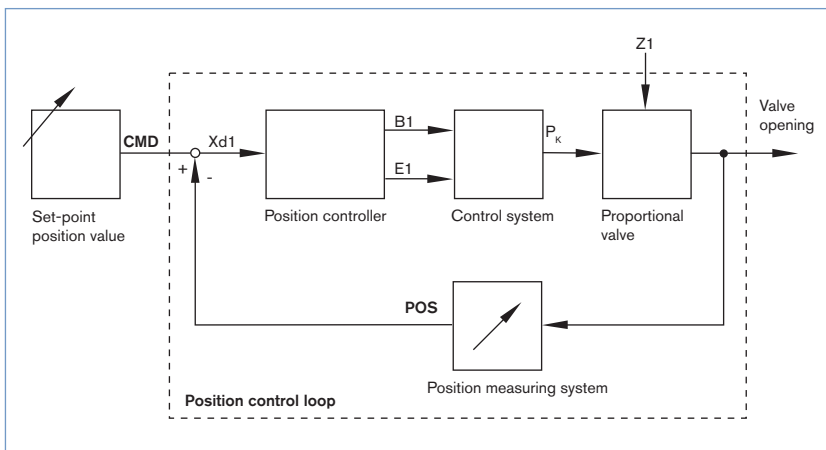 Z1
Valve
opening
CMD
Xd1
B1
P_K
+
-
E1
Set-point
position value
Position controller
Control system
Proportional
valve
POS
Position measuring system
Position control loop